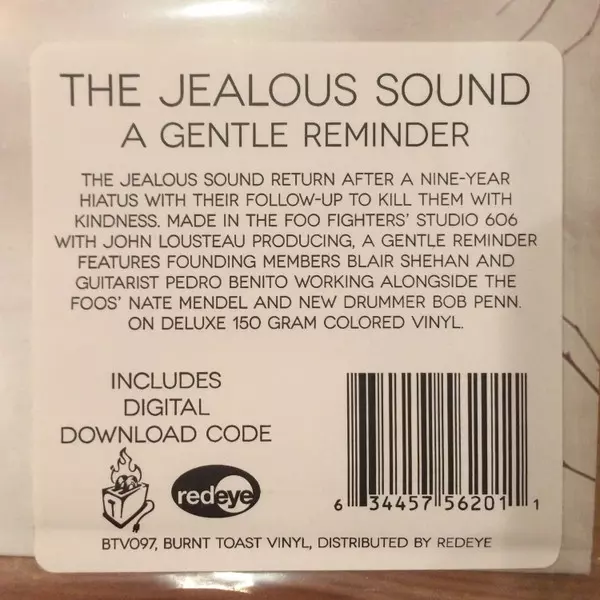 THE JEALOUS SOUND
A GENTLE REMINDER
THE JEALOUS SOUND RETURN AFTER A NINE-YEAR
HIATUS WITH THEIR FOLLOW-UP TO KILL THEM WITH
KINDNESS. MADE IN THE FOO FIGHTERS' STUDIO 606
WITH JOHN LOUSTEAU PRODUCING, A GENTLE REMINDER
FEATURES FOUNDING MEMBERS BLAIR SHEHAN AND
GUITARIST PEDRO BENITO WORKING ALONGSIDE THE
FOOS' NATE MENDEL AND NEW DRUMMER BOB PENN.
ON DELUXE 150 GRAM COLORED VINYL.
INCLUDES
DIGITAL
DOWNLOAD CODE
redeye
6 34457 56201 1
BTV097, BURNT TOAST VINYL, DISTRIBUTED BY REDEYE